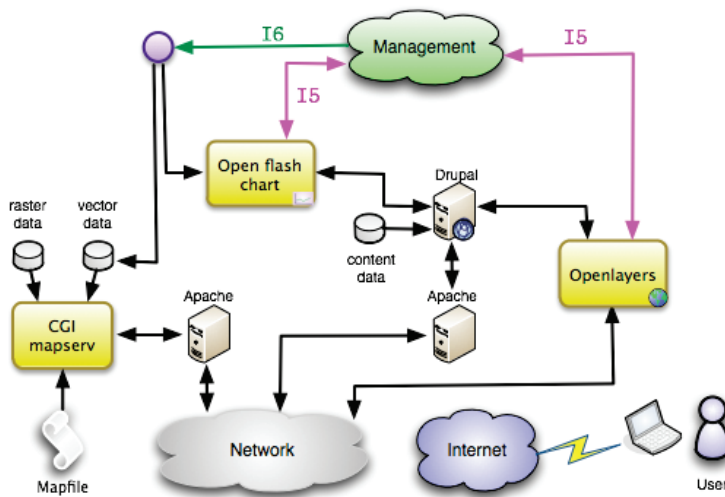 I6
Management
I5
I5
Open flash
chart
Drupal
raster
data
vector
data
content
data
Openlayers
Apache
Apache
CGI
mapserv
Network
Internet
Mapfile
User